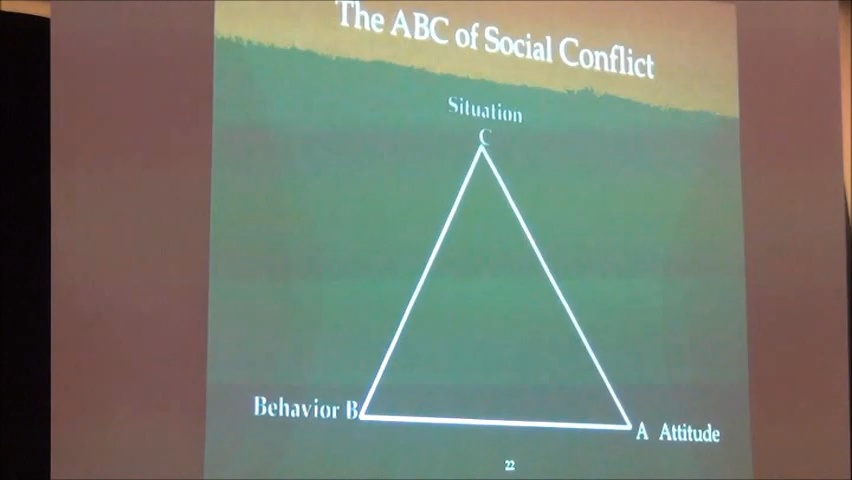 The ABC of Social Conflict
Situation
C
Behavior B
A Attitude
22